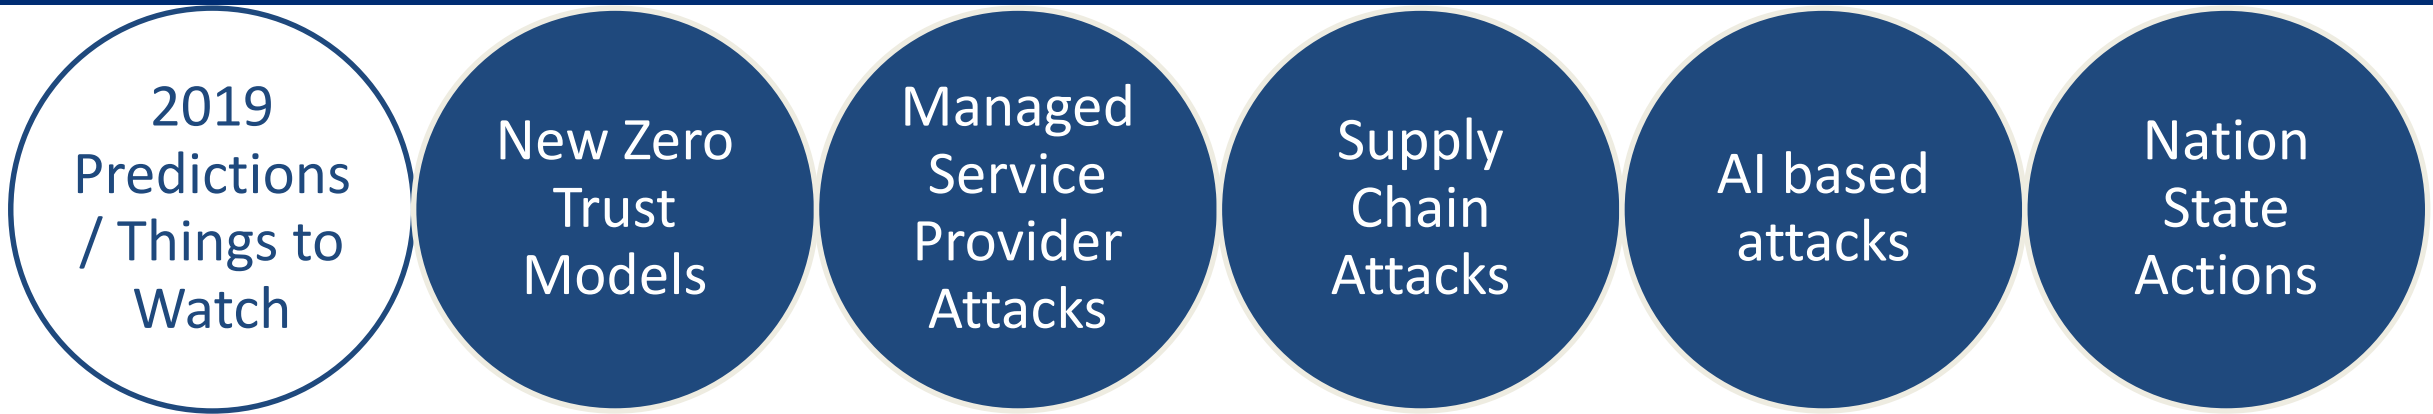 2019
Predictions
/ Things to
Watch
New Zero
Trust
Models
Managed
Service
Provider
Attacks
Supply
Chain
Attacks
AI based
attacks
Nation
State
Actions